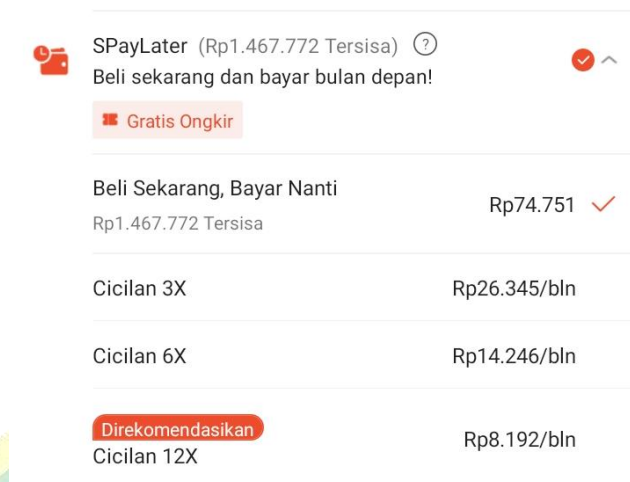 SPayLater (Rp1.467.772 Tersisa) ?
Beli sekarang dan bayar bulan depan!
Gratis Ongkir
Beli Sekarang, Bayar Nanti
Rp74.751
Rp1.467.772 Tersisa
Cicilan 3X Rp26.345/bln
Cicilan 6X Rp14.246/bln
Direkomendasikan
Cicilan 12X Rp8.192/bln